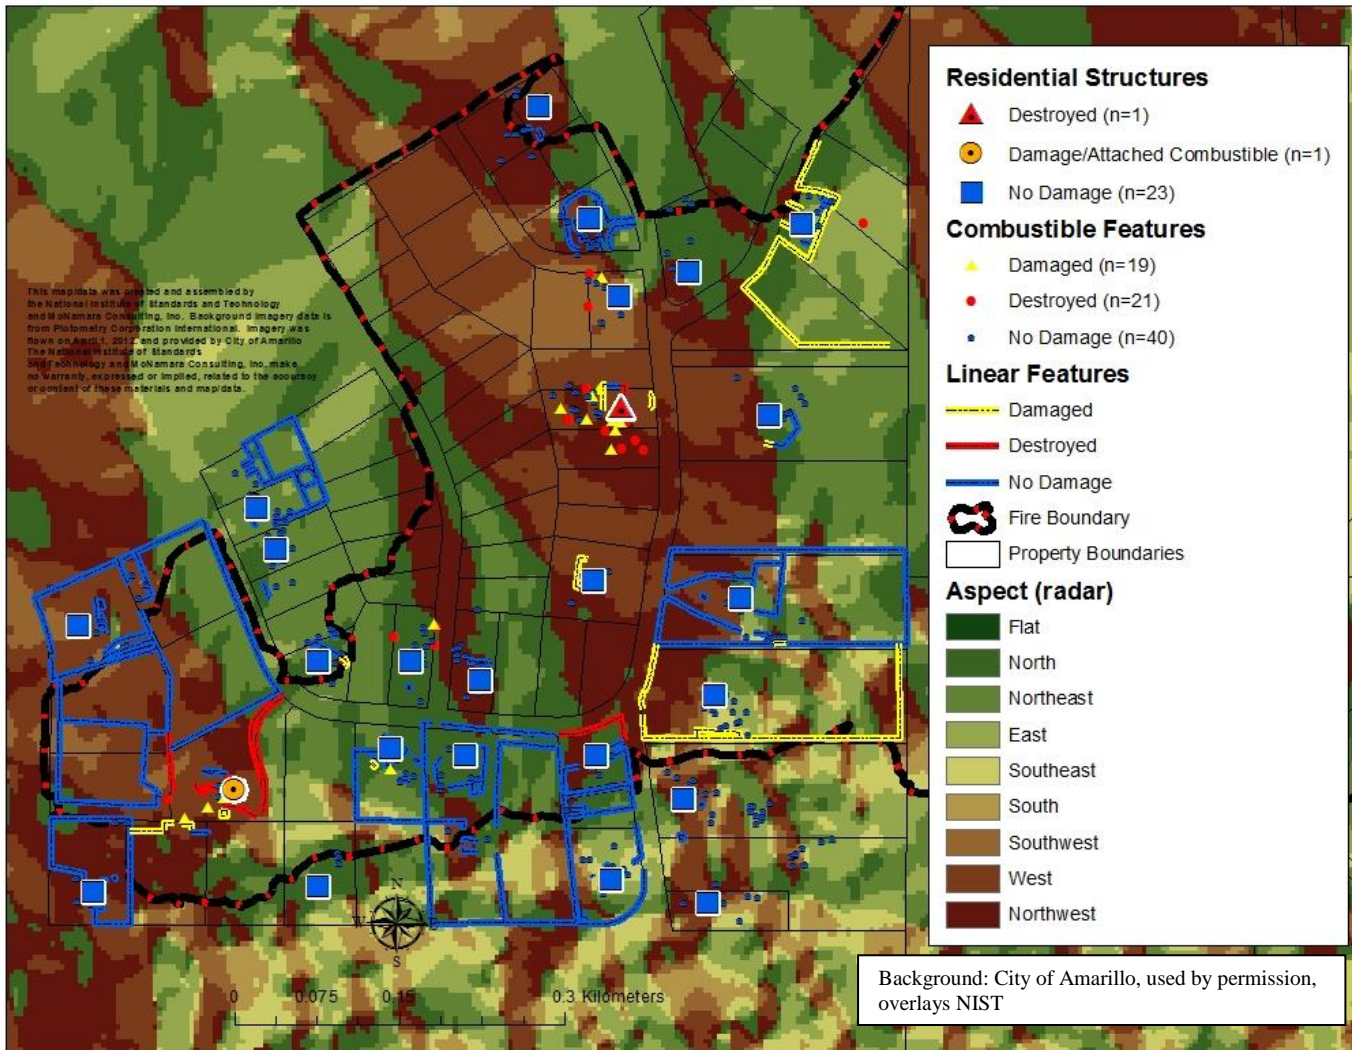 This map/data was created and assembled by
the National Institute of Standards and Technology
and McNamara Consulting, Inc. Background imagery data is
from Pictometry Corporation International. Imagery was
flown on April 1, 2012 and provided by City of Amarillo
The National Institute of Standards
and Technology and McNamara Consulting, Inc. make
no warranty, expressed or implied, related to the accuracy
or content of these materials and map/data.
Residential Structures
Destroyed (n=1)
Damage/Attached Combustible (n=1)
No Damage (n=23)
Combustible Features
Damaged (n=19)
Destroyed (n=21)
No Damage (n=40)
Linear Features
Damaged
Destroyed
No Damage
Fire Boundary
Property Boundaries
Aspect (radar)
Flat
North
Northeast
East
Southeast
South
Southwest
West
Northwest
N
W E
S
0 0.075 0.15 0.3 Kilometers
Background: City of Amarillo, used by permission,
overlays NIST